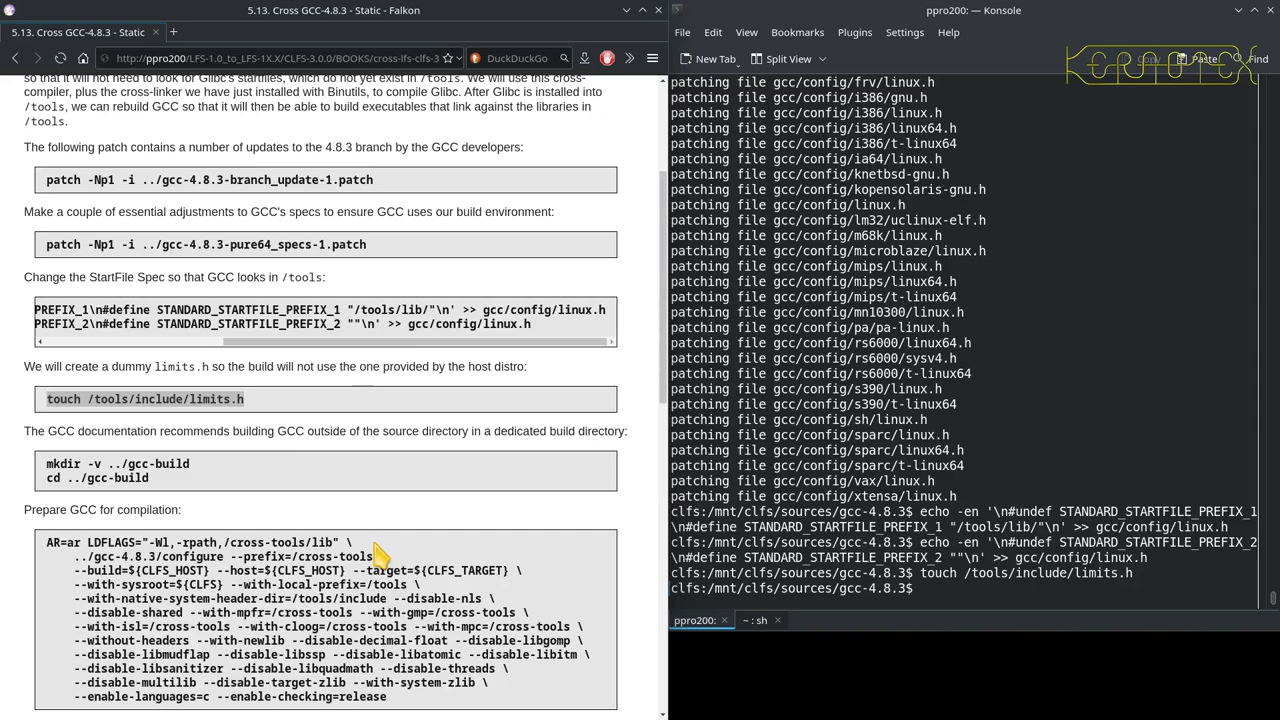 5.13. Cross GCC-4.8.3 - Static - Falkon
ppro200: — Konsole
5.13. Cross GCC-4.8.3 - Static
http://ppro200/LFS-1.0_to_LFS-1X.X/CLFS-3.0.0/BOOKS/cross-lfs-clfs-3
DuckDuckGo
File Edit View Bookmarks Plugins Settings Help
New Tab Split View Copy Paste Find
so that it will not need to look for Glibc's startfiles, which do not yet exist in /tools. We will use this cross-
compiler, plus the cross-linker we have just installed with Binutils, to compile Glibc. After Glibc is installed into
/tools, we can rebuild GCC so that it will then be able to build executables that link against the libraries in
/tools.
The following patch contains a number of updates to the 4.8.3 branch by the GCC developers:
patch -Np1 -i ../gcc-4.8.3-branch_update-1.patch
Make a couple of essential adjustments to GCC's specs to ensure GCC uses our build environment:
patch -Np1 -i ../gcc-4.8.3-pure64_specs-1.patch
Change the StartFile Spec so that GCC looks in /tools:
PREFIX_1\n#define STANDARD_STARTFILE_PREFIX_1 "/tools/lib/"\n' >> gcc/config/linux.h
PREFIX_2\n#define STANDARD_STARTFILE_PREFIX_2 ""\n' >> gcc/config/linux.h
We will create a dummy limits.h so the build will not use the one provided by the host distro:
touch /tools/include/limits.h
The GCC documentation recommends building GCC outside of the source directory in a dedicated build directory:
mkdir -v ../gcc-build
cd ../gcc-build
Prepare GCC for compilation:
AR=ar LDFLAGS="-Wl,-rpath,/cross-tools/lib" \
../gcc-4.8.3/configure --prefix=/cross-tools
--build=${CLFS_HOST} --host=${CLFS_HOST} --target=${CLFS_TARGET} \
--with-sysroot=${CLFS} --with-local-prefix=/tools \
--with-native-system-header-dir=/tools/include --disable-nls \
--disable-shared --with-mpfr=/cross-tools --with-gmp=/cross-tools \
--with-isl=/cross-tools --with-cloog=/cross-tools --with-mpc=/cross-tools \
--without-headers --with-newlib --disable-decimal-float --disable-libgomp \
--disable-libmudflap --disable-libssp --disable-libatomic --disable-libitm \
--disable-libsanitizer --disable-libquadmath --disable-threads \
--disable-multilib --disable-target-zlib --with-system-zlib \
--enable-languages=c --enable-checking=release
patching file gcc/config/frv/linux.h
patching file gcc/config/i386/gnu.h
patching file gcc/config/i386/linux.h
patching file gcc/config/i386/linux64.h
patching file gcc/config/i386/t-linux64
patching file gcc/config/ia64/linux.h
patching file gcc/config/knetbsd-gnu.h
patching file gcc/config/kopensolaris-gnu.h
patching file gcc/config/linux.h
patching file gcc/config/lm32/uclinux-elf.h
patching file gcc/config/m68k/linux.h
patching file gcc/config/microblaze/linux.h
patching file gcc/config/mips/linux.h
patching file gcc/config/mips/linux64.h
patching file gcc/config/mips/t-linux64
patching file gcc/config/mn10300/linux.h
patching file gcc/config/pa/pa-linux.h
patching file gcc/config/rs6000/linux64.h
patching file gcc/config/rs6000/sysv4.h
patching file gcc/config/rs6000/t-linux64
patching file gcc/config/s390/linux.h
patching file gcc/config/s390/t-linux64
patching file gcc/config/sh/linux.h
patching file gcc/config/sparc/linux.h
patching file gcc/config/sparc/linux64.h
patching file gcc/config/sparc/t-linux64
patching file gcc/config/vax/linux.h
patching file gcc/config/xtensa/linux.h
clfs:/mnt/clfs/sources/gcc-4.8.3$ echo -en '\n#undef STANDARD_STARTFILE_PREFIX_1
\n#define STANDARD_STARTFILE_PREFIX_1 "/tools/lib/"\n' >> gcc/config/linux.h
clfs:/mnt/clfs/sources/gcc-4.8.3$ echo -en '\n#undef STANDARD_STARTFILE_PREFIX_2
\n#define STANDARD_STARTFILE_PREFIX_2 ""\n' >> gcc/config/linux.h
clfs:/mnt/clfs/sources/gcc-4.8.3$ touch /tools/include/limits.h
clfs:/mnt/clfs/sources/gcc-4.8.3$
ppro200: ~ : sh